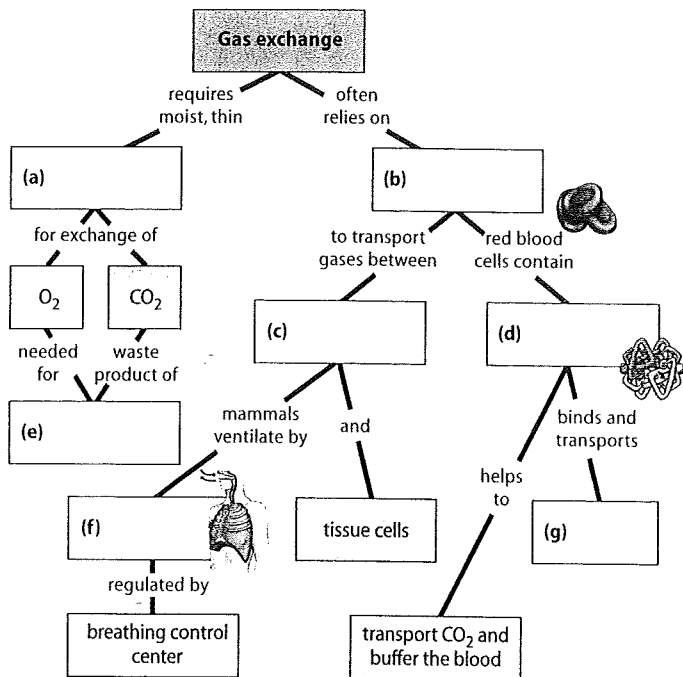 Gas exchange
requires
moist, thin
often
relies on
(a)
(b)
for exchange of
to transport
gases between
red blood
cells contain
O₂
CO₂
(c)
(d)
needed
for
waste
product of
(e)
mammals
ventilate by
and
binds and
transports
helps
to
(f)
tissue cells
(g)
regulated by
breathing control
center
transport CO₂ and
buffer the blood